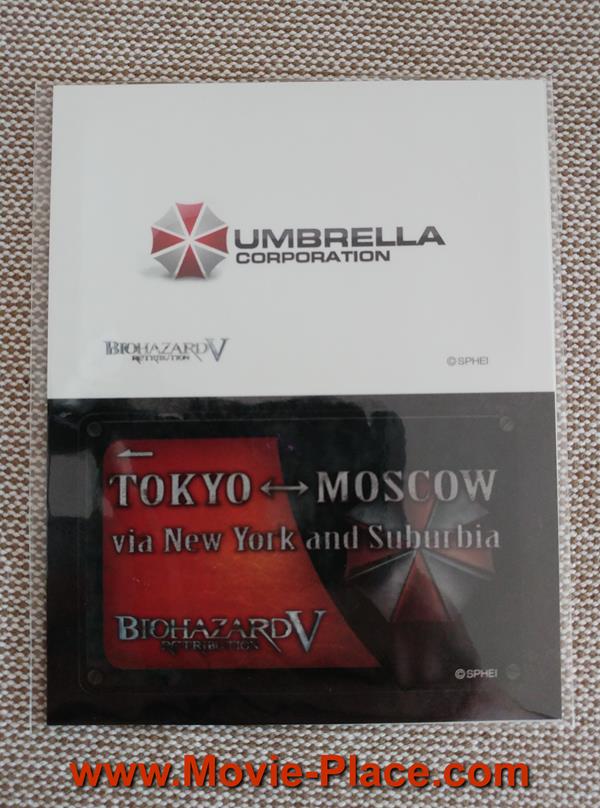 UMBRELLA
CORPORATION
BIOHAZARD V
RETRIBUTION
©SPHEI
TOKYO ↔ MOSCOW
via New York and Suburbia
BIOHAZARD V
RETRIBUTION
©SPHEI
www.Movie-Place.com